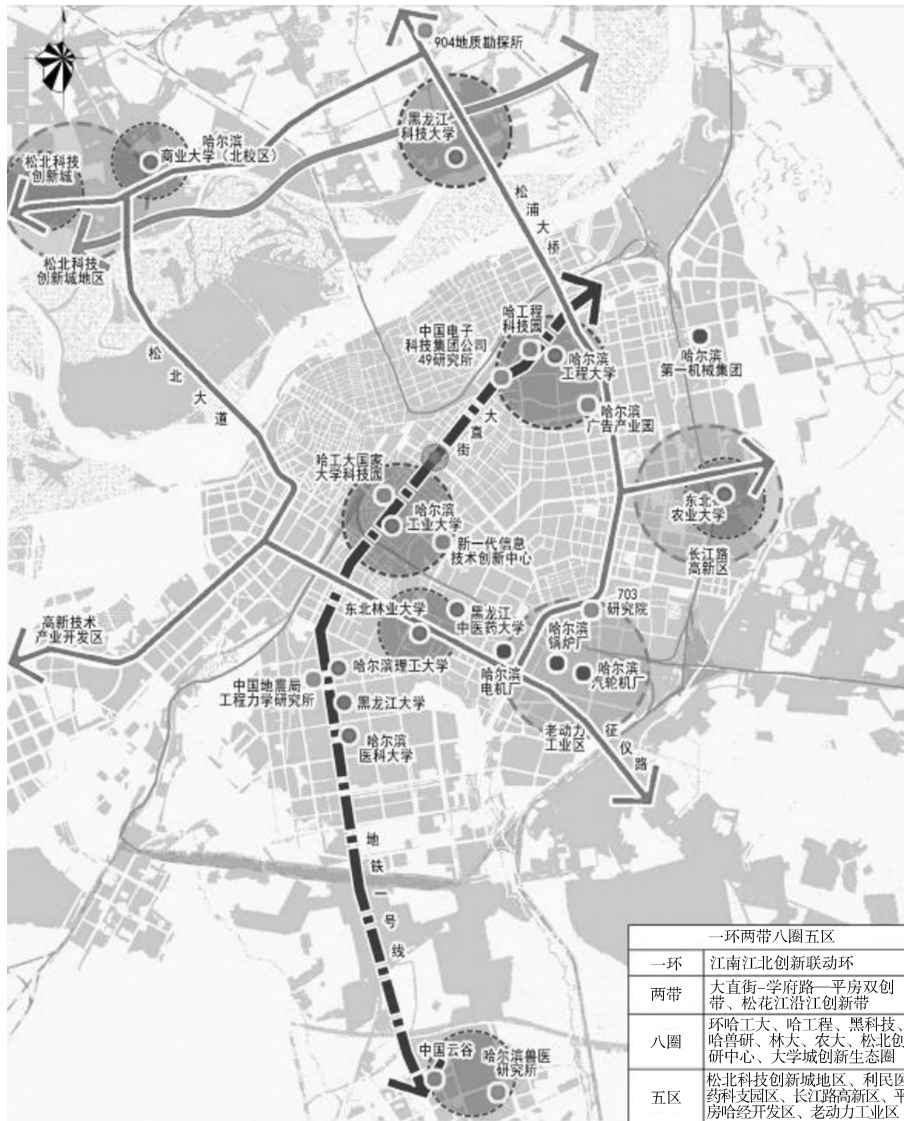 904地质勘探所
黑龙江
科技大学
哈尔滨
商业大学（北校区）
松北科技
创新城
松北科技
创新城地区
松浦大桥
哈工程
科技园
中国电子
科技集团公司
49研究所
哈尔滨
工程大学
哈尔滨
第一机械集团
哈尔滨
广告产业园
松北大道
大直街
哈工大国家
大学科技园
哈尔滨
工业大学
新一代信息
技术创新中心
东北
农业大学
长江路
高新区
高新技术
产业开发区
东北林业大学
黑龙江
中医药大学
703
研究院
哈尔滨
锅炉厂
哈尔滨
电机厂
哈尔滨
汽轮机厂
哈尔滨理工大学
中国地震局
工程力学研究所
黑龙江大学
哈尔滨
医科大学
老动力
工业区
征仪路
地铁一号线
中国云谷
哈尔滨兽医
研究所
一环两带八圈五区
一环
江南江北创新联动环
两带
大直街-学府路—平房双创
带、松花江沿江创新带
八圈
环哈工大、哈工程、黑科技、
哈兽研、林大、农大、松北创
研中心、大学城创新生态圈
五区
松北科技创新城地区、利民医
药科支园区、长江路高新区、平
房哈经开发区、老动力工业区